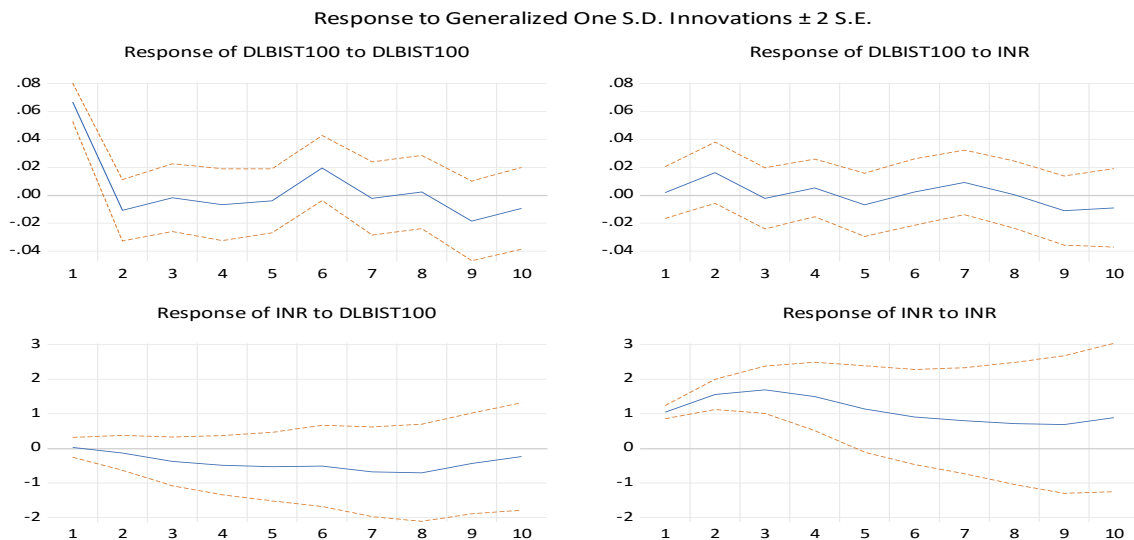 Response to Generalized One S.D. Innovations ± 2 S.E.
Response of DLBIST100 to DLBIST100
.08
.06
.04
.02
.00
-.02
-.04
1 2 3 4 5 6 7 8 9 10
Response of DLBIST100 to INR
.08
.06
.04
.02
.00
-.02
-.04
1 2 3 4 5 6 7 8 9 10
Response of INR to DLBIST100
3
2
1
0
-1
-2
1 2 3 4 5 6 7 8 9 10
Response of INR to INR
3
2
1
0
-1
-2
1 2 3 4 5 6 7 8 9 10